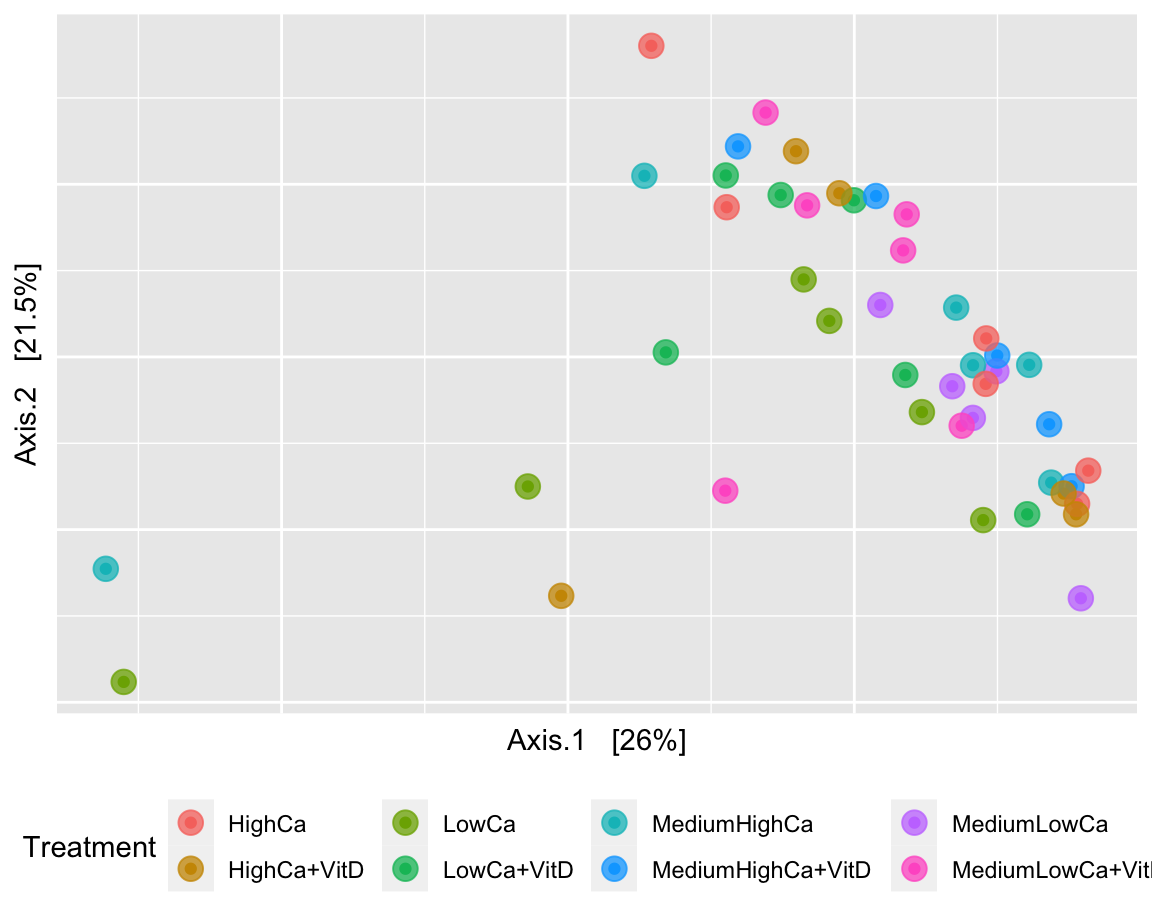 Axis.2 [21.5%]
Axis.1 [26%]
Treatment
HighCa
LowCa
MediumHighCa
MediumLowCa
HighCa+VitD
LowCa+VitD
MediumHighCa+VitD
MediumLowCa+Vit